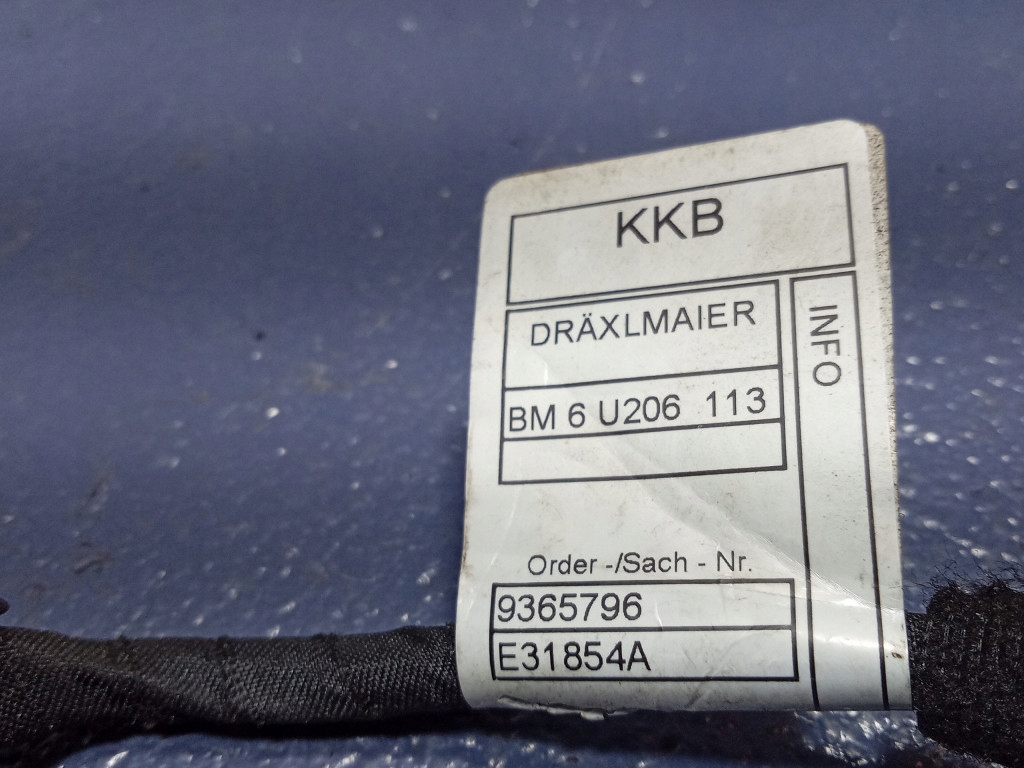 KKB
DRÄXLMAIER
INFO
BM 6 U206 113
Order -/Sach - Nr.
9365796
E31854A